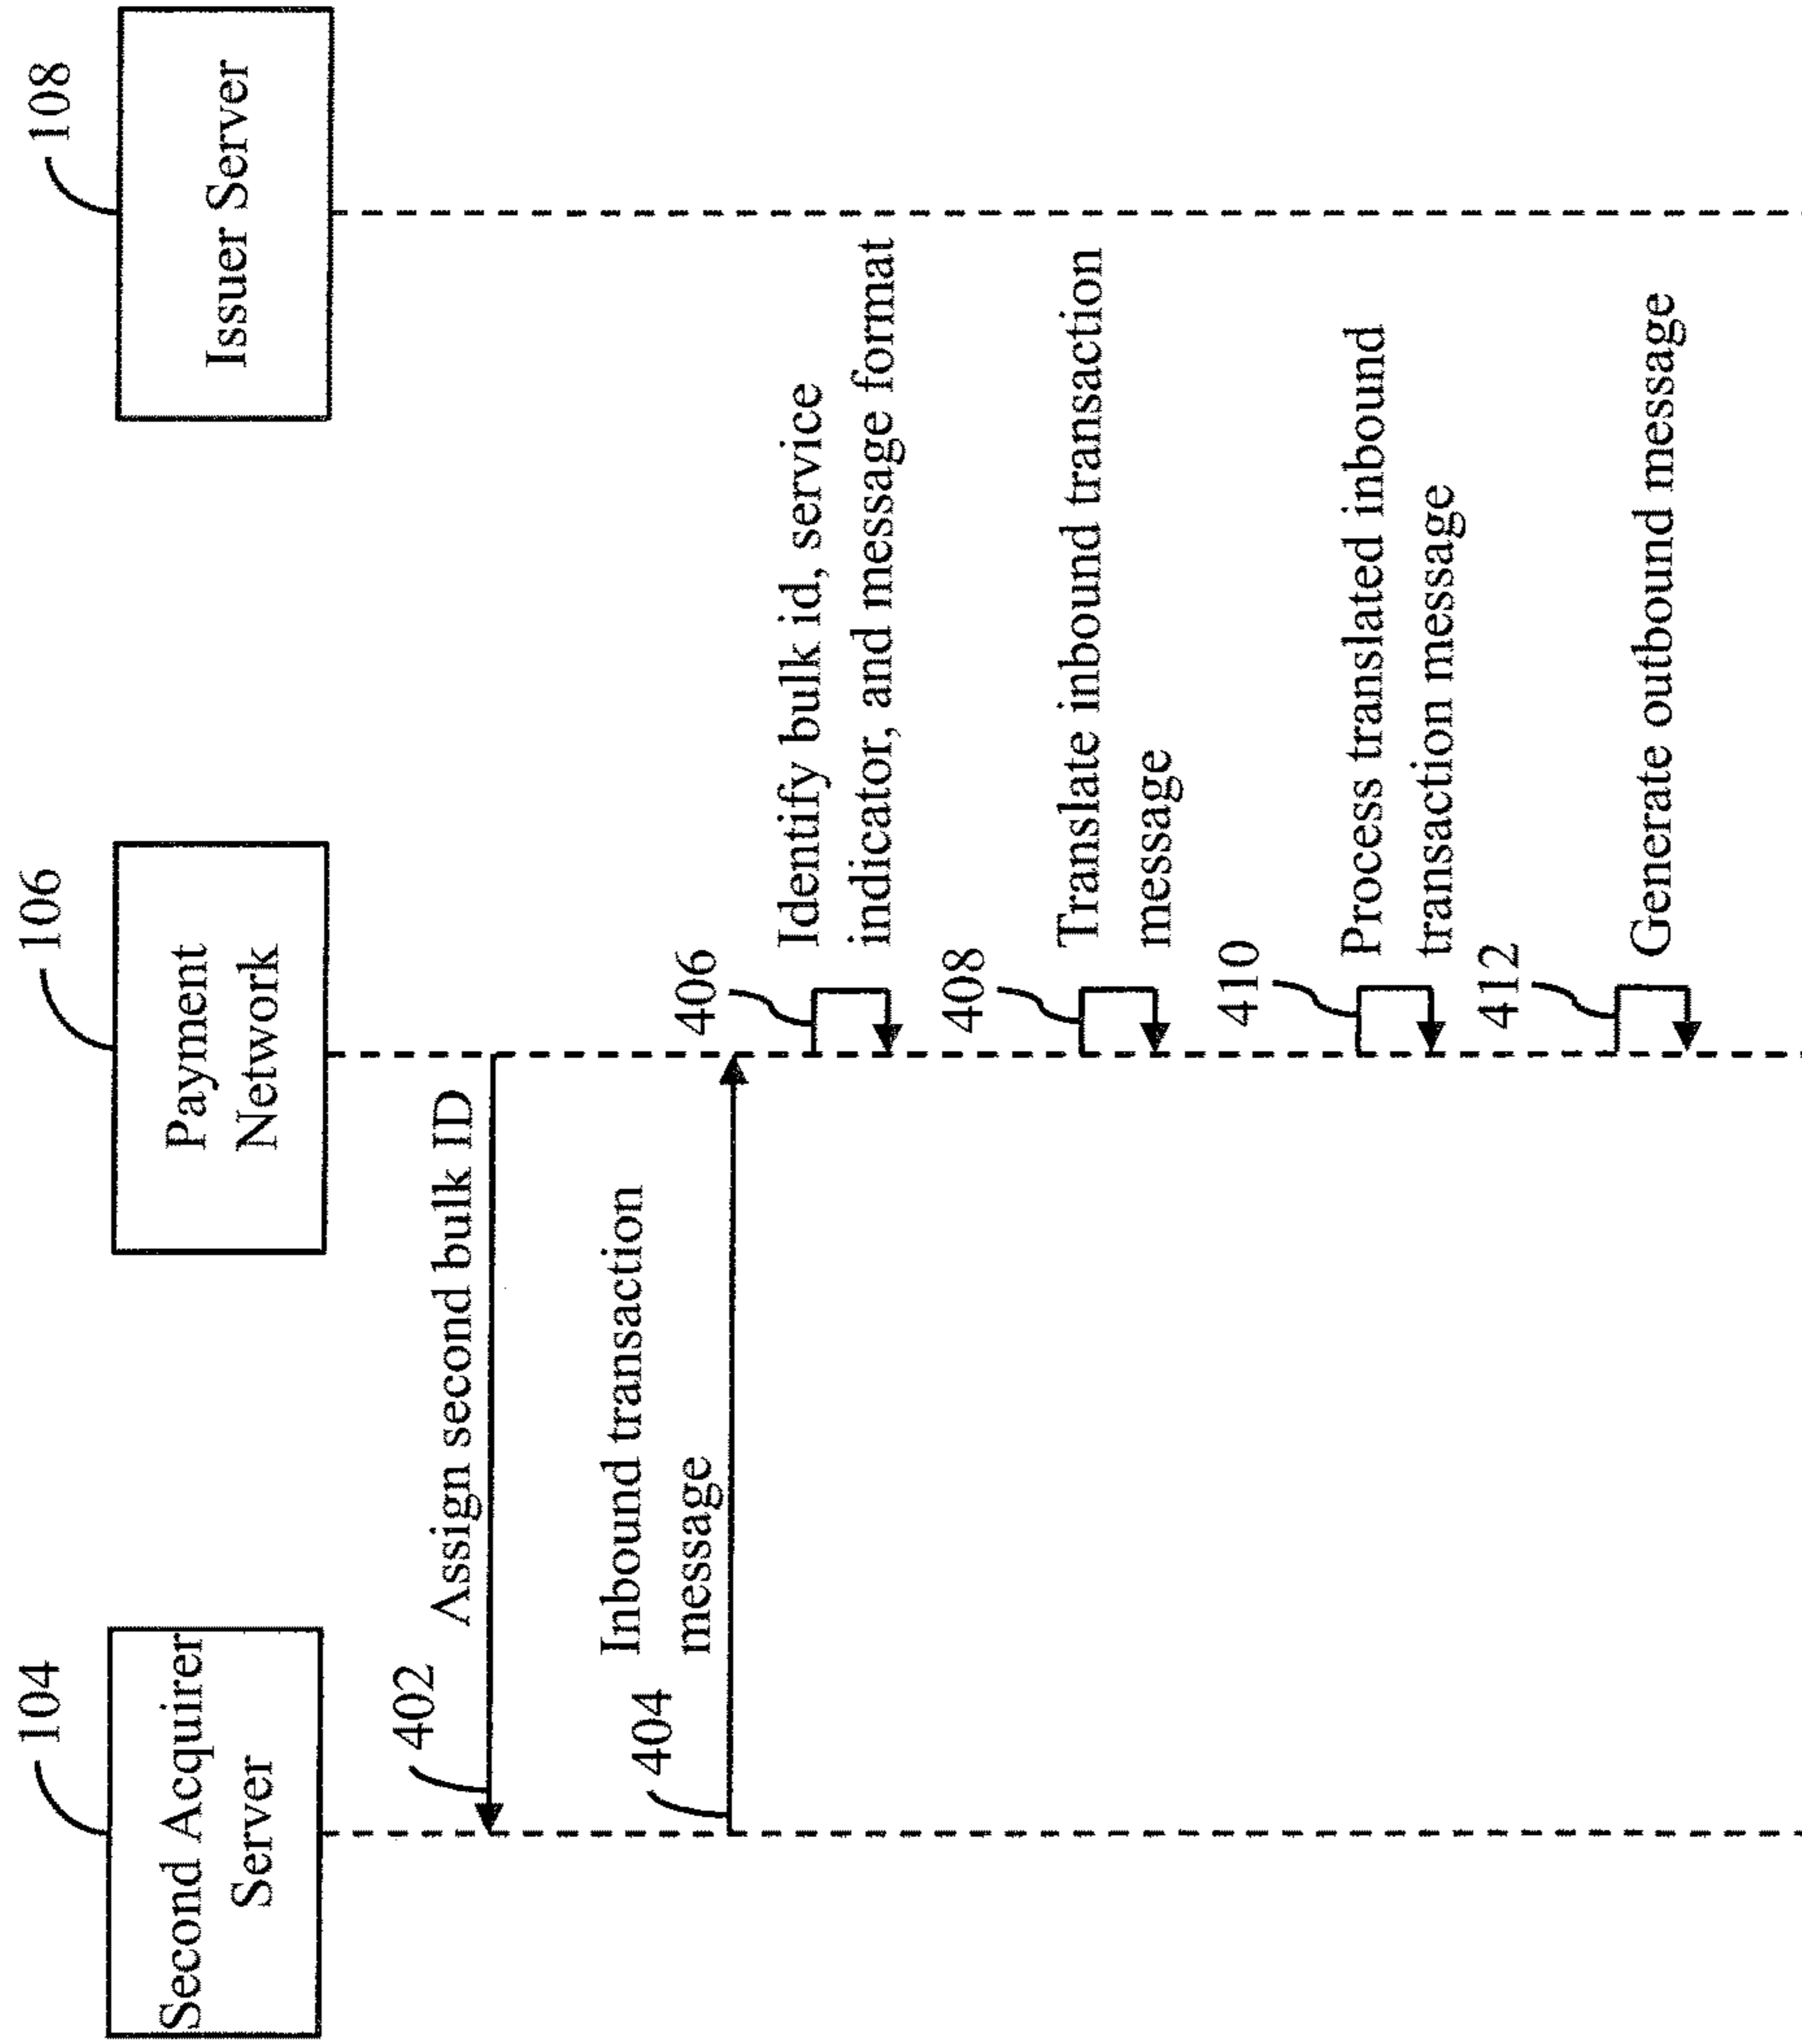 104
Second Acquirer
Server
106
Payment
Network
108
Issuer Server
402
Assign second bulk ID
404
Inbound transaction
message
406
Identify bulk id, service
indicator, and message format
408
Translate inbound transaction
message
410
Process translated inbound
transaction message
412
Generate outbound message